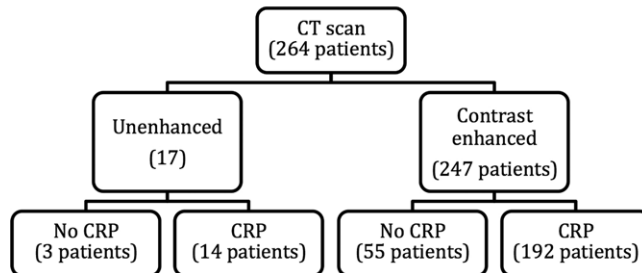 CT scan
(264 patients)
Unenhanced
(17)
Contrast
enhanced
(247 patients)
No CRP
(3 patients)
CRP
(14 patients)
No CRP
(55 patients)
CRP
(192 patients)